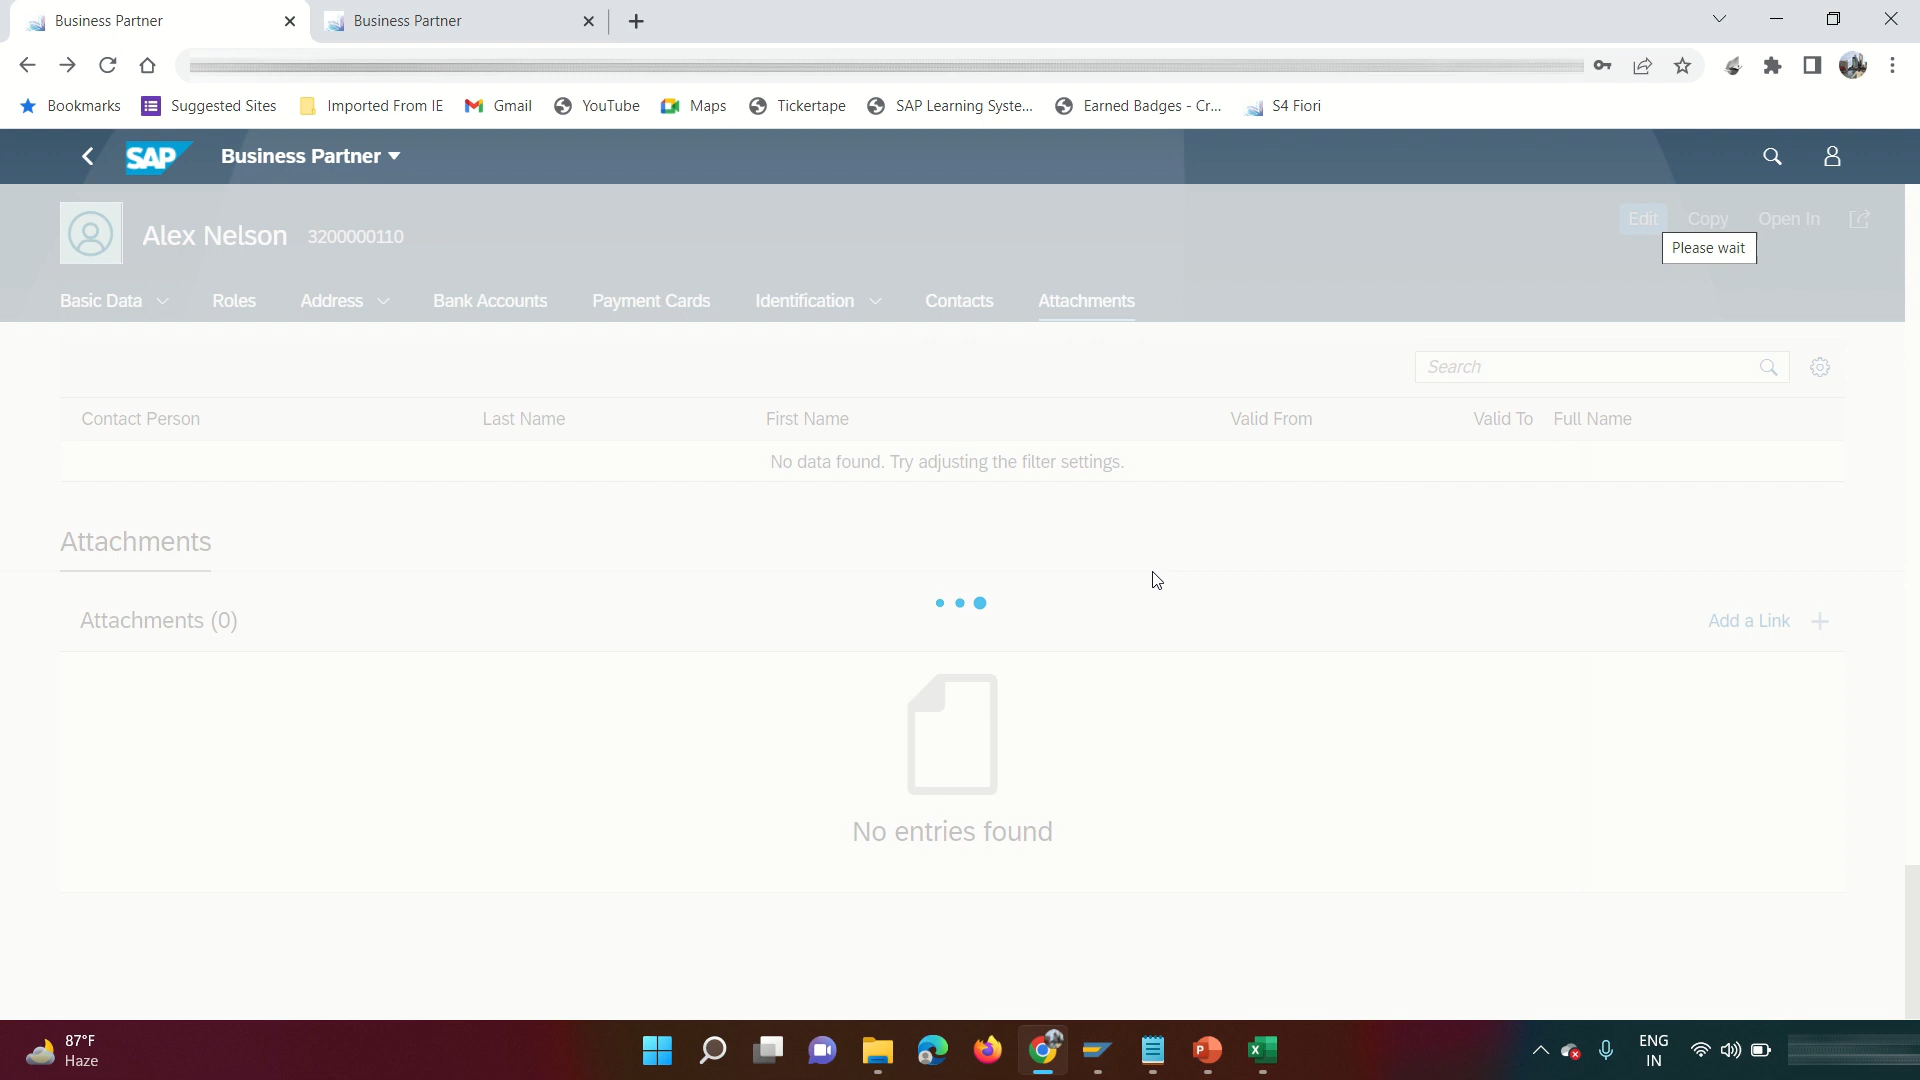 Business Partner
Business Partner
Bookmarks
Suggested Sites
Imported From IE
Gmail
YouTube
Maps
Tickertape
SAP Learning Syste...
Earned Badges - Cr...
S4 Fiori
SAP
Business Partner
Alex Nelson 3200000110
Edit
Copy
Open In
Please wait
Basic Data
Roles
Address
Bank Accounts
Payment Cards
Identification
Contacts
Attachments
Search
Contact Person
Last Name
First Name
Valid From
Valid To
Full Name
No data found. Try adjusting the filter settings.
Attachments
Attachments (0)
Add a Link
No entries found
87°F
Haze
ENG
IN